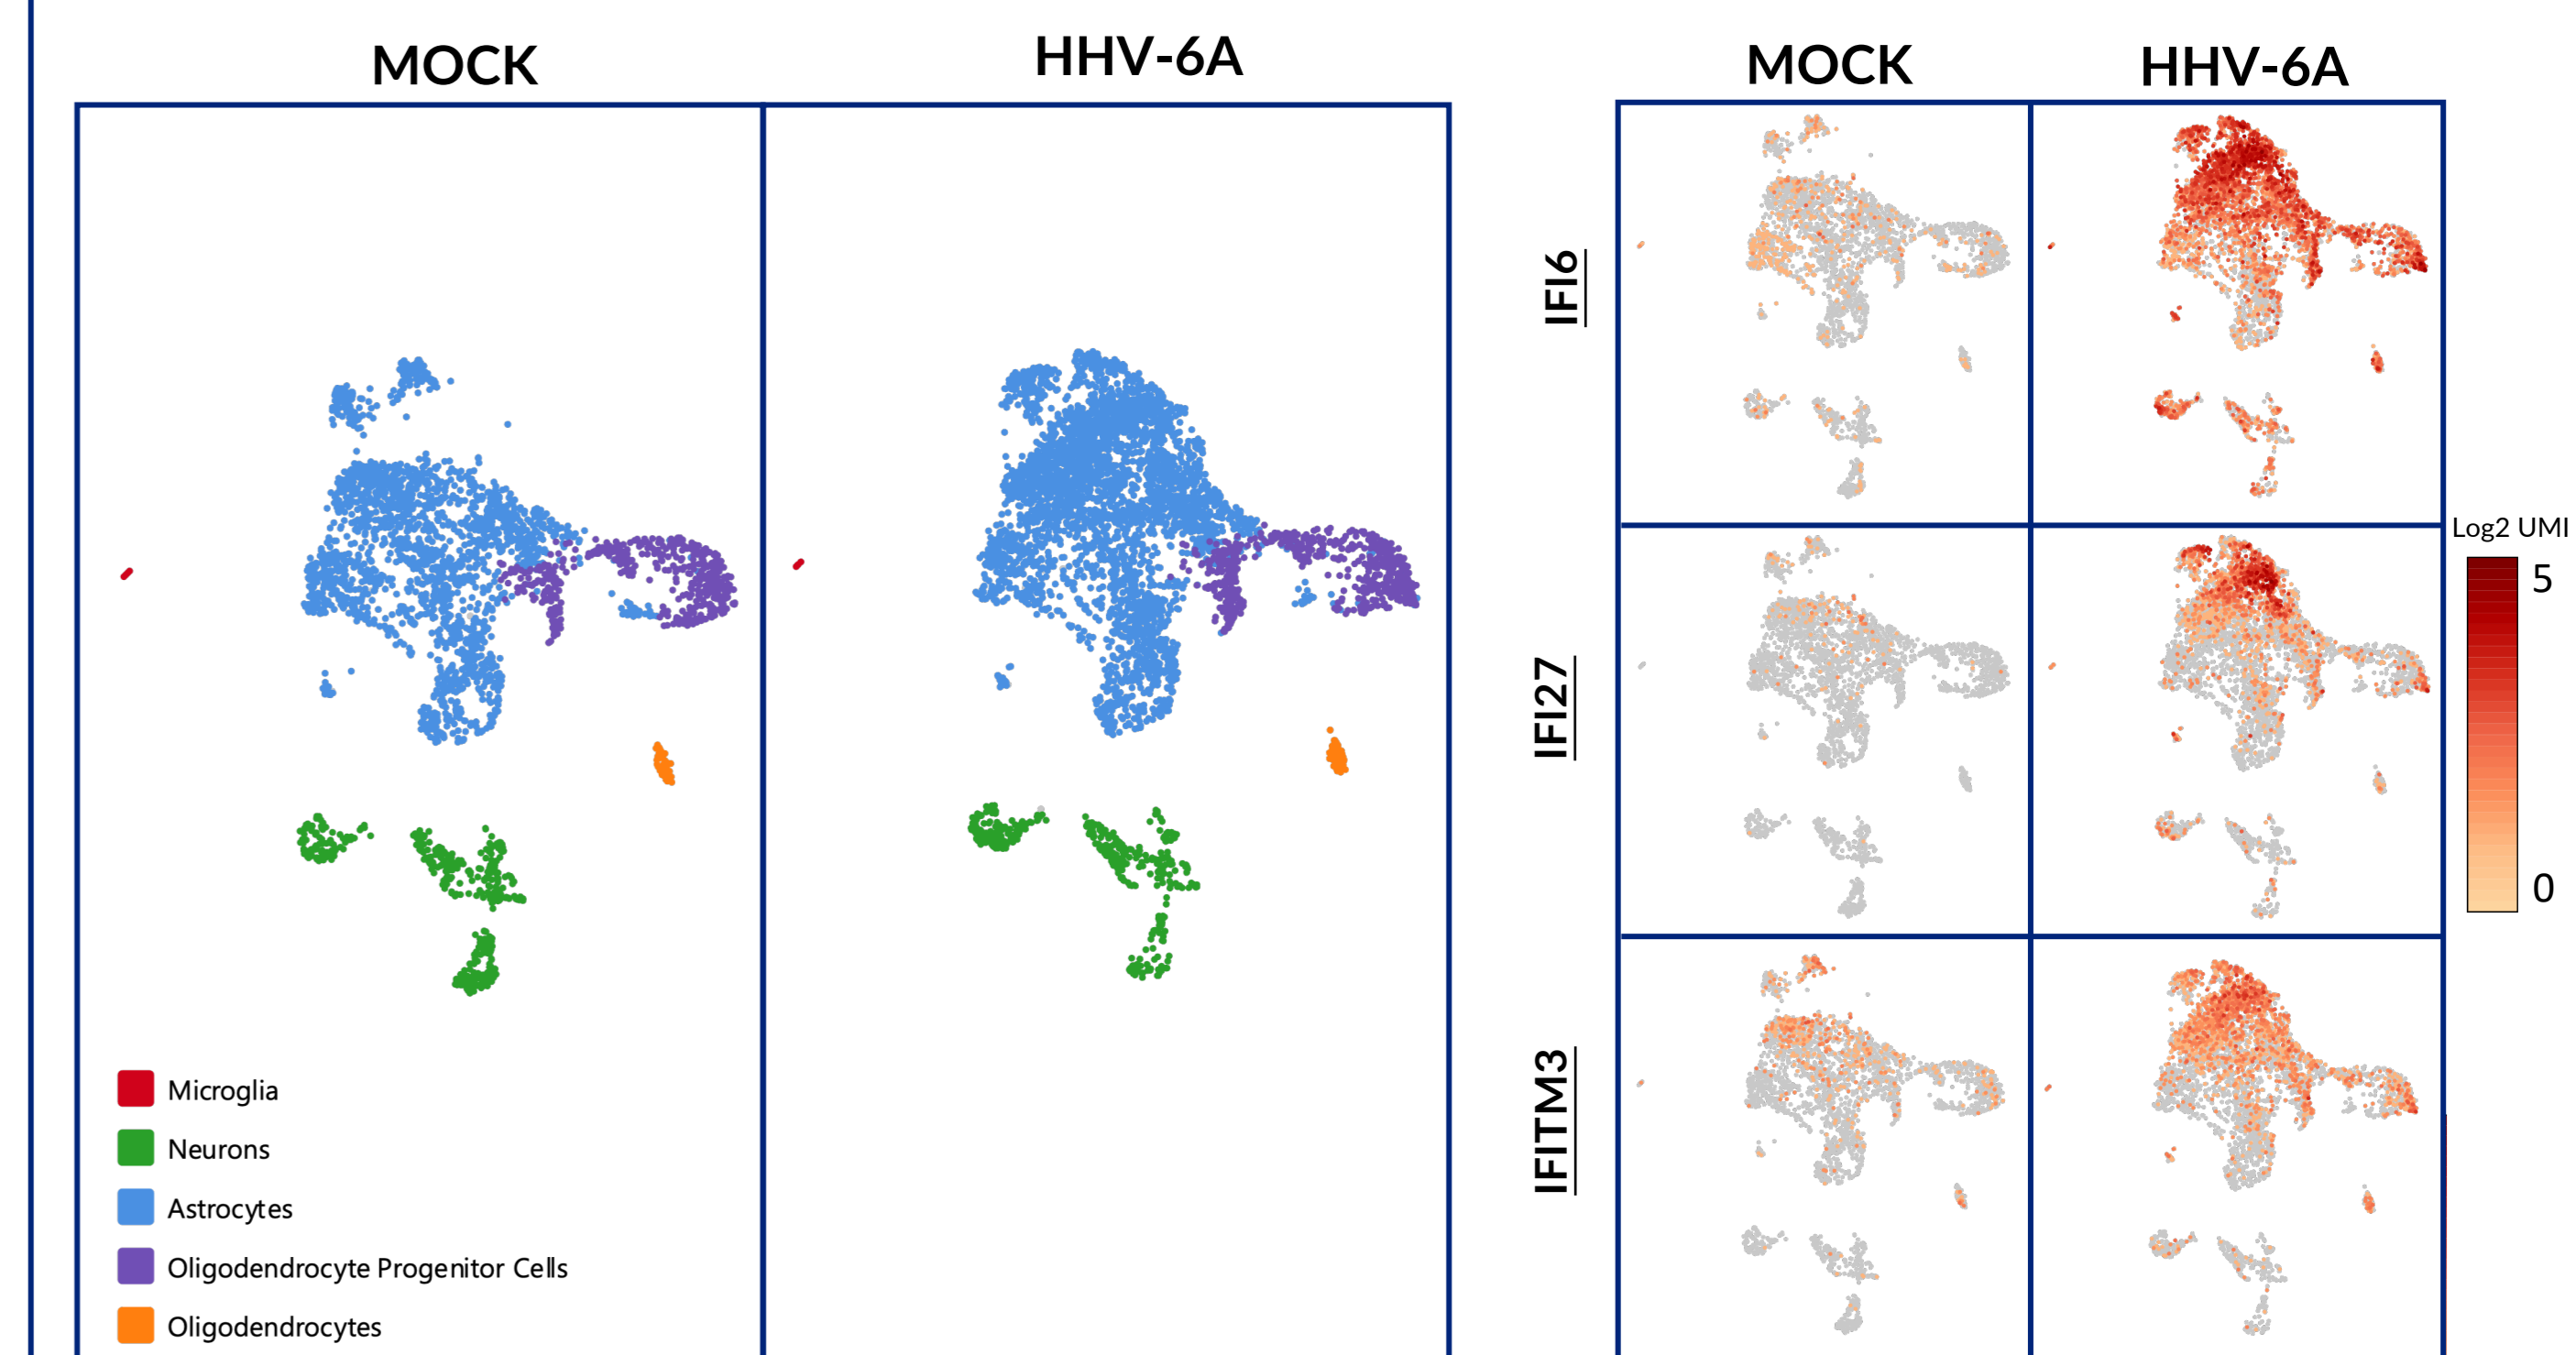 MOCK
HHV-6A
MOCK
HHV-6A
IFI6
IFI27
IFITM3
Log2 UMI
5
0
Microglia
Neurons
Astrocytes
Oligodendrocyte Progenitor Cells
Oligodendrocytes